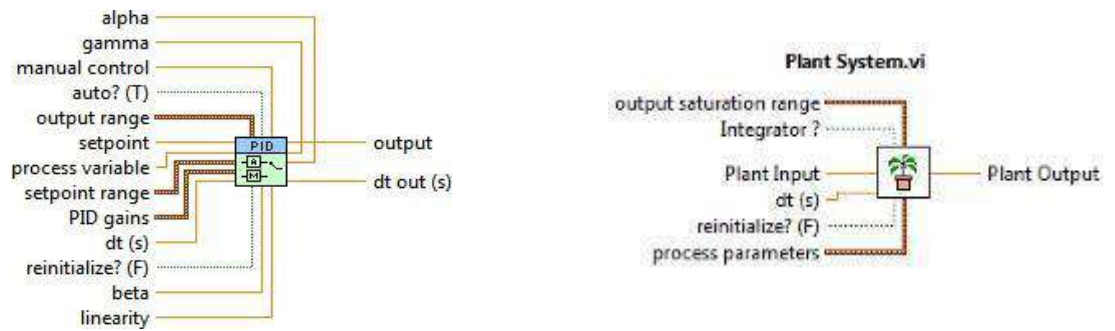 alpha
gamma
manual control
auto? (T)
output range
setpoint
process variable
setpoint range
PID gains
dt (s)
reinitialize? (F)
beta
linearity
PID
A
M
output
dt out (s)
Plant System.vi
output saturation range
Integrator ?
Plant Input
dt (s)
reinitialize? (F)
process parameters
Plant Output